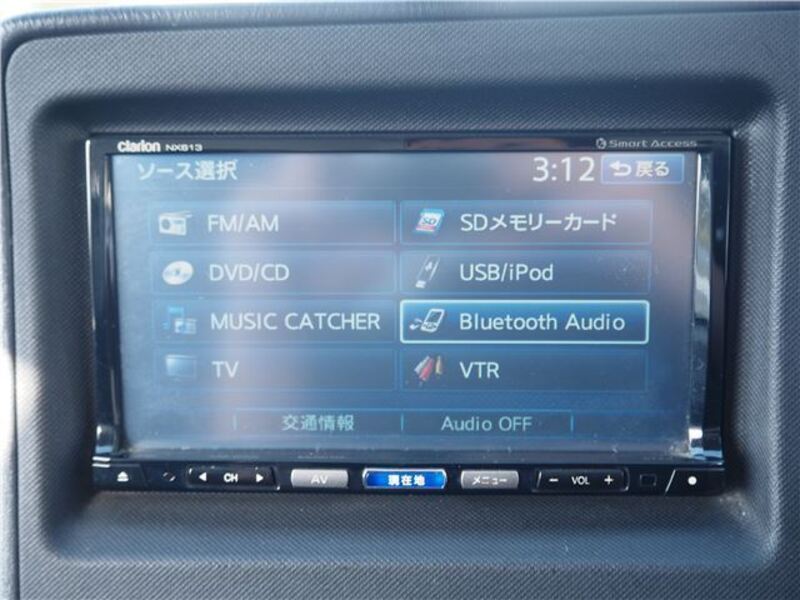 clarion NX613 Smart Access
ソース選択 3:12 戻る
FM/AM SDメモリーカード
DVD/CD USB/iPod
MUSIC CATCHER Bluetooth Audio
TV VTR
交通情報 Audio OFF
CH AV 現在地 メニュー − VOL +